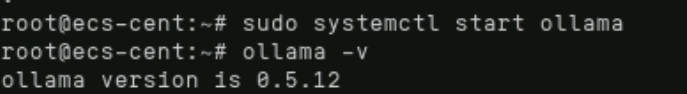 root@ecs-cent:~# sudo systemctl start ollama
root@ecs-cent:~# ollama -v
ollama version is 0.5.12